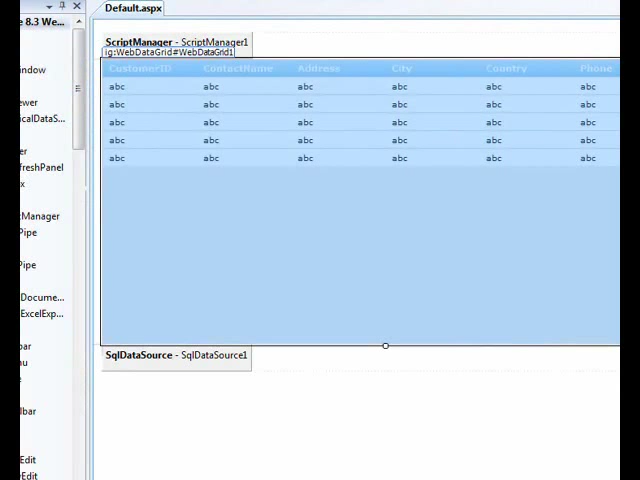 Default.aspx
e 8.3 We...
indow
ewer
icalDataS...
er
freshPanel
x
tManager
Pipe
Pipe
Docume...
ExcelExp...
bar
nu
e
lbar
Edit
tEdit
ScriptManager - ScriptManager1
ig:WebDataGrid#WebDataGrid1
CustomerID ContactName Address City Country Phone
abc abc abc abc abc abc
abc abc abc abc abc abc
abc abc abc abc abc abc
abc abc abc abc abc abc
abc abc abc abc abc abc
SqlDataSource - SqlDataSource1